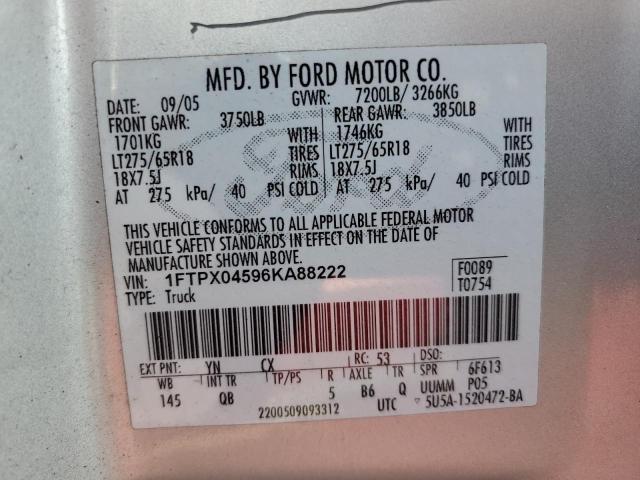 MFD. BY FORD MOTOR CO.
DATE: 09/05 GVWR: 7200LB/ 3266KG
FRONT GAWR: 3750LB REAR GAWR: 3850LB
1701KG WITH 1746KG WITH
LT275/65R18 TIRES LT275/65R18 TIRES
18X7.5J RIMS 18X7.5J RIMS
AT 275 kPa/ 40 PSI COLD AT 275 kPa/ 40 PSI COLD
Ford
THIS VEHICLE CONFORMS TO ALL APPLICABLE FEDERAL MOTOR
VEHICLE SAFETY STANDARDS IN EFFECT ON THE DATE OF
MANUFACTURE SHOWN ABOVE.
VIN: 1FTPX04596KA88222 F0089
TYPE: Truck T0754
EXT PNT: YN CX RC: 53 DSO:
WB INT TR TP/PS R AXLE TR SPR 6F613
145 QB 5 B6 Q UUMM P05
2200509093312 UTC 5U5A-1520472-BA